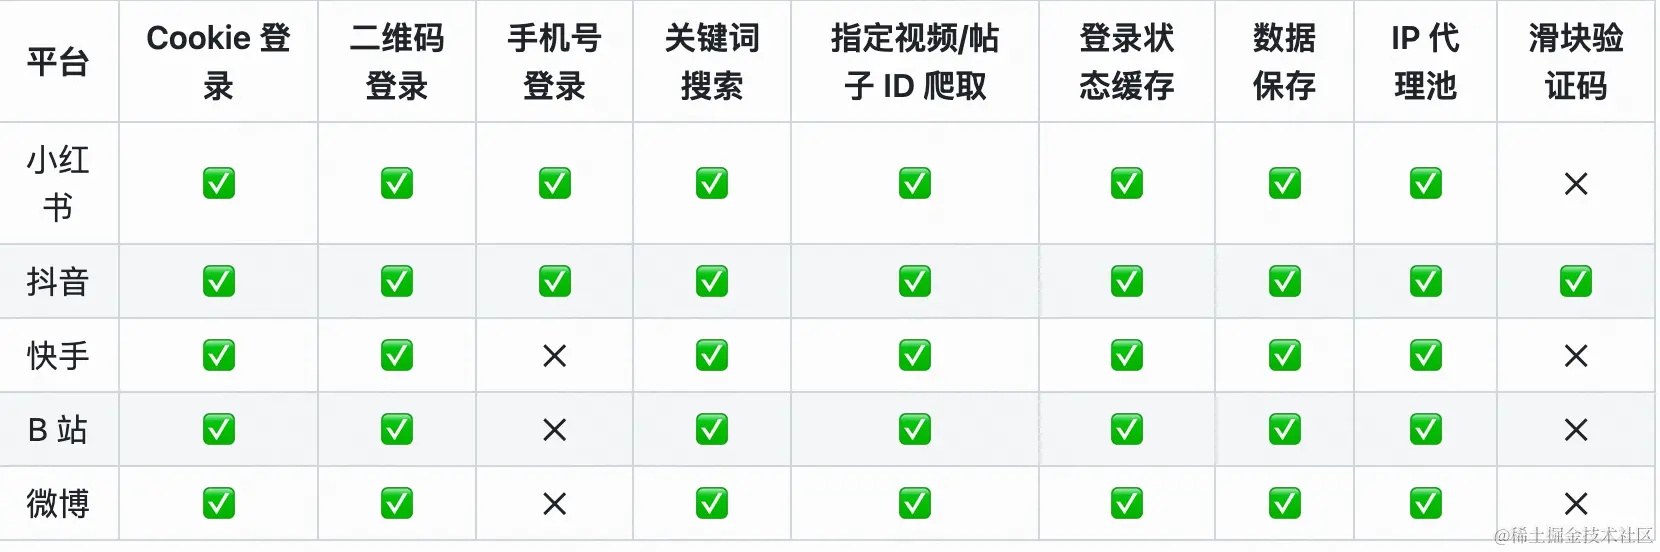 平台 Cookie 登录 二维码登录 手机号登录 关键词搜索 指定视频/帖子 ID 爬取 登录状态缓存 数据保存 IP 代理池 滑块验证码
小红书 ✅ ✅ ✅ ✅ ✅ ✅ ✅ ✅ ✕
抖音 ✅ ✅ ✅ ✅ ✅ ✅ ✅ ✅ ✅
快手 ✅ ✅ ✕ ✅ ✅ ✅ ✅ ✅ ✕
B 站 ✅ ✅ ✕ ✅ ✅ ✅ ✅ ✅ ✕
微博 ✅ ✅ ✕ ✅ ✅ ✅ ✅ ✅ ✕
@稀土掘金技术社区